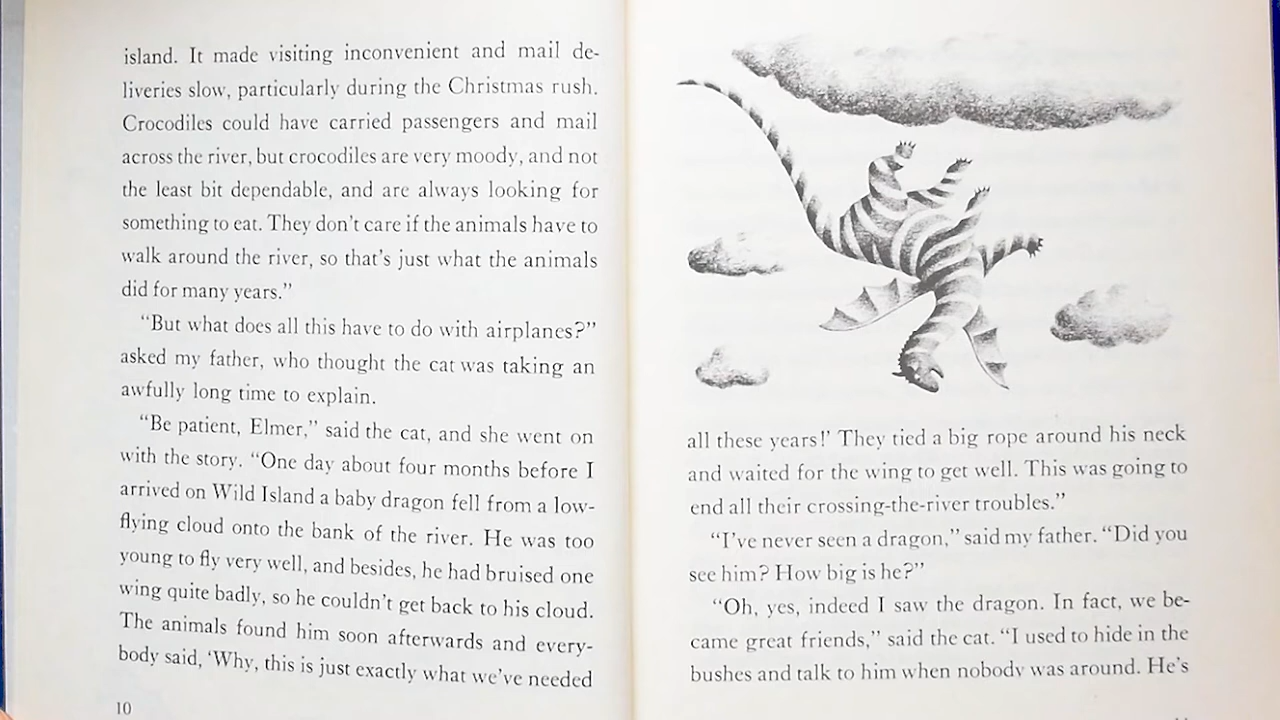 island. It made visiting inconvenient and mail de-
liveries slow, particularly during the Christmas rush.
Crocodiles could have carried passengers and mail
across the river, but crocodiles are very moody, and not
the least bit dependable, and are always looking for
something to eat. They don't care if the animals have to
walk around the river, so that's just what the animals
did for many years.”
“But what does all this have to do with airplanes?”
asked my father, who thought the cat was taking an
awfully long time to explain.
“Be patient, Elmer,” said the cat, and she went on
with the story. “One day about four months before I
arrived on Wild Island a baby dragon fell from a low-
flying cloud onto the bank of the river. He was too
young to fly very well, and besides, he had bruised one
wing quite badly, so he couldn't get back to his cloud.
The animals found him soon afterwards and every-
body said, ‘Why, this is just exactly what we've needed
10
all these years!’ They tied a big rope around his neck
and waited for the wing to get well. This was going to
end all their crossing-the-river troubles.”
“I've never seen a dragon,” said my father. “Did you
see him? How big is he?”
“Oh, yes, indeed I saw the dragon. In fact, we be-
came great friends,” said the cat. “I used to hide in the
bushes and talk to him when nobody was around. He's